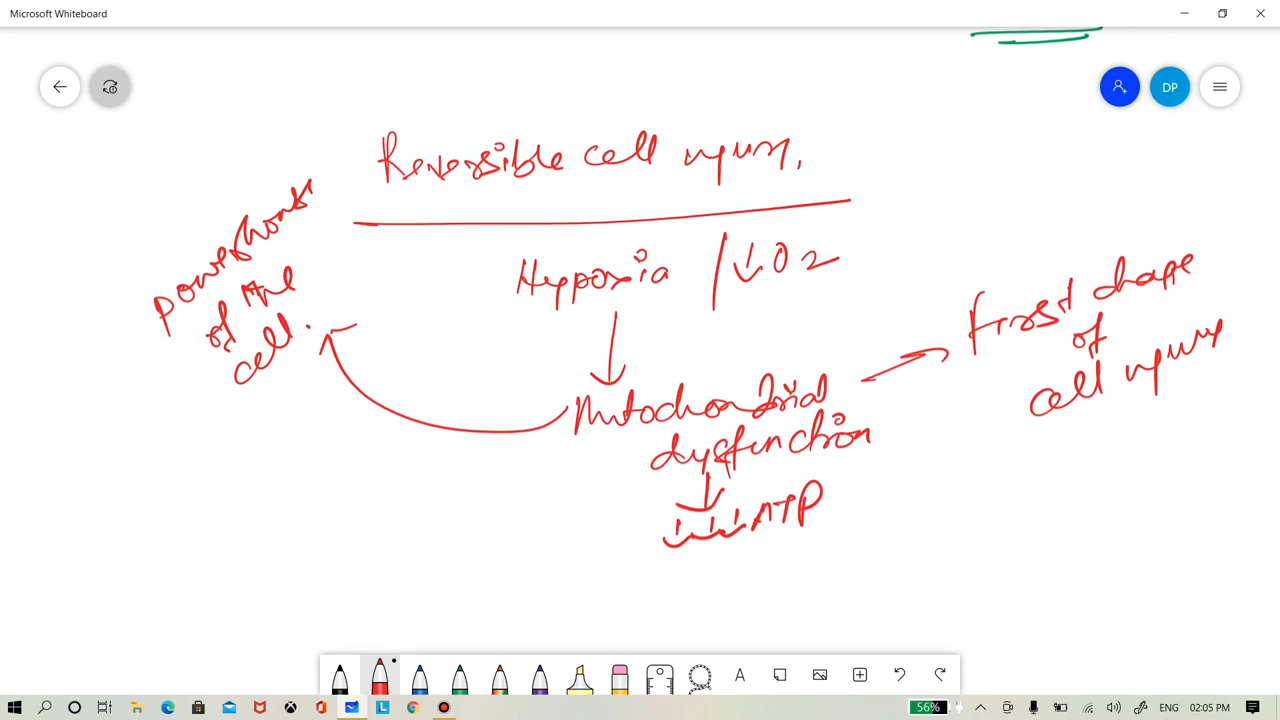 Microsoft Whiteboard
DP
Reversible cell injury,
Hypoxia / ↓ O2
powerhouse
of the
cell
First change
of
cell injury
Mitochondrial
dysfunction
↓↓↓ ATP
A
56%
ENG
02:05 PM